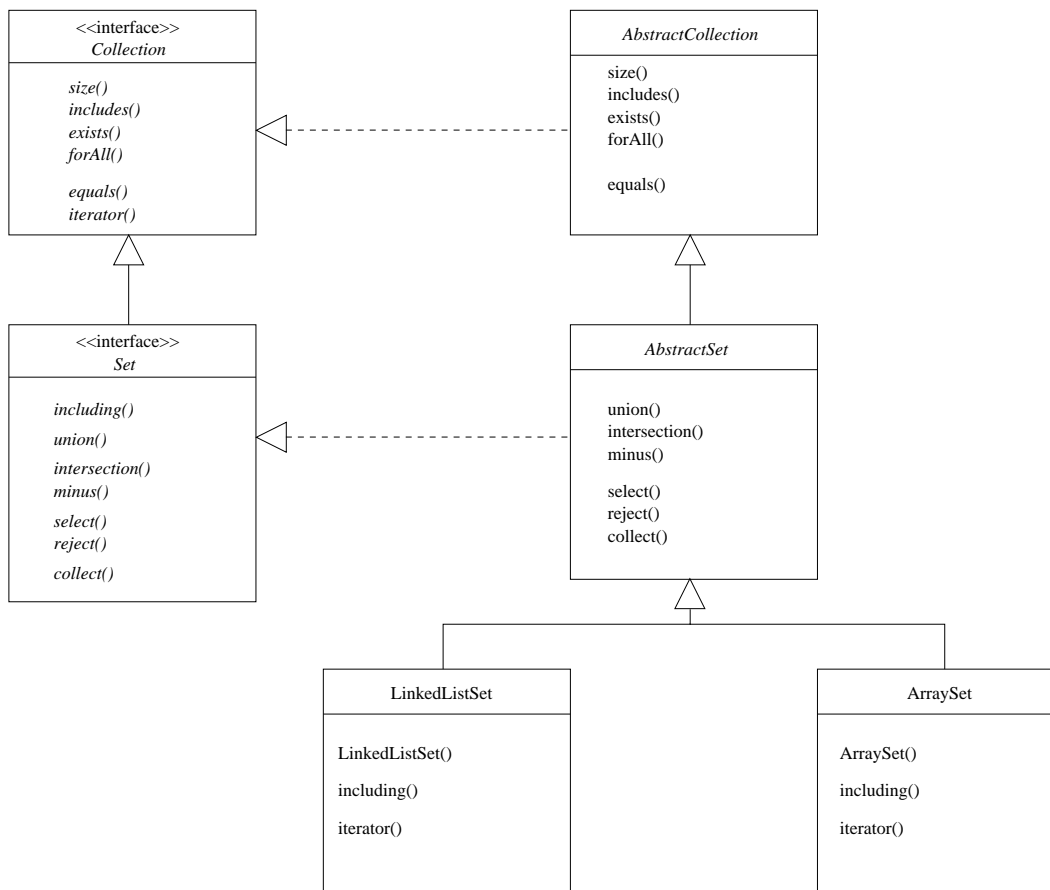 <<interface>>
Collection
size()
includes()
exists()
forAll()
equals()
iterator()
AbstractCollection
size()
includes()
exists()
forAll()
equals()
<<interface>>
Set
including()
union()
intersection()
minus()
select()
reject()
collect()
AbstractSet
union()
intersection()
minus()
select()
reject()
collect()
LinkedListSet
LinkedListSet()
including()
iterator()
ArraySet
ArraySet()
including()
iterator()